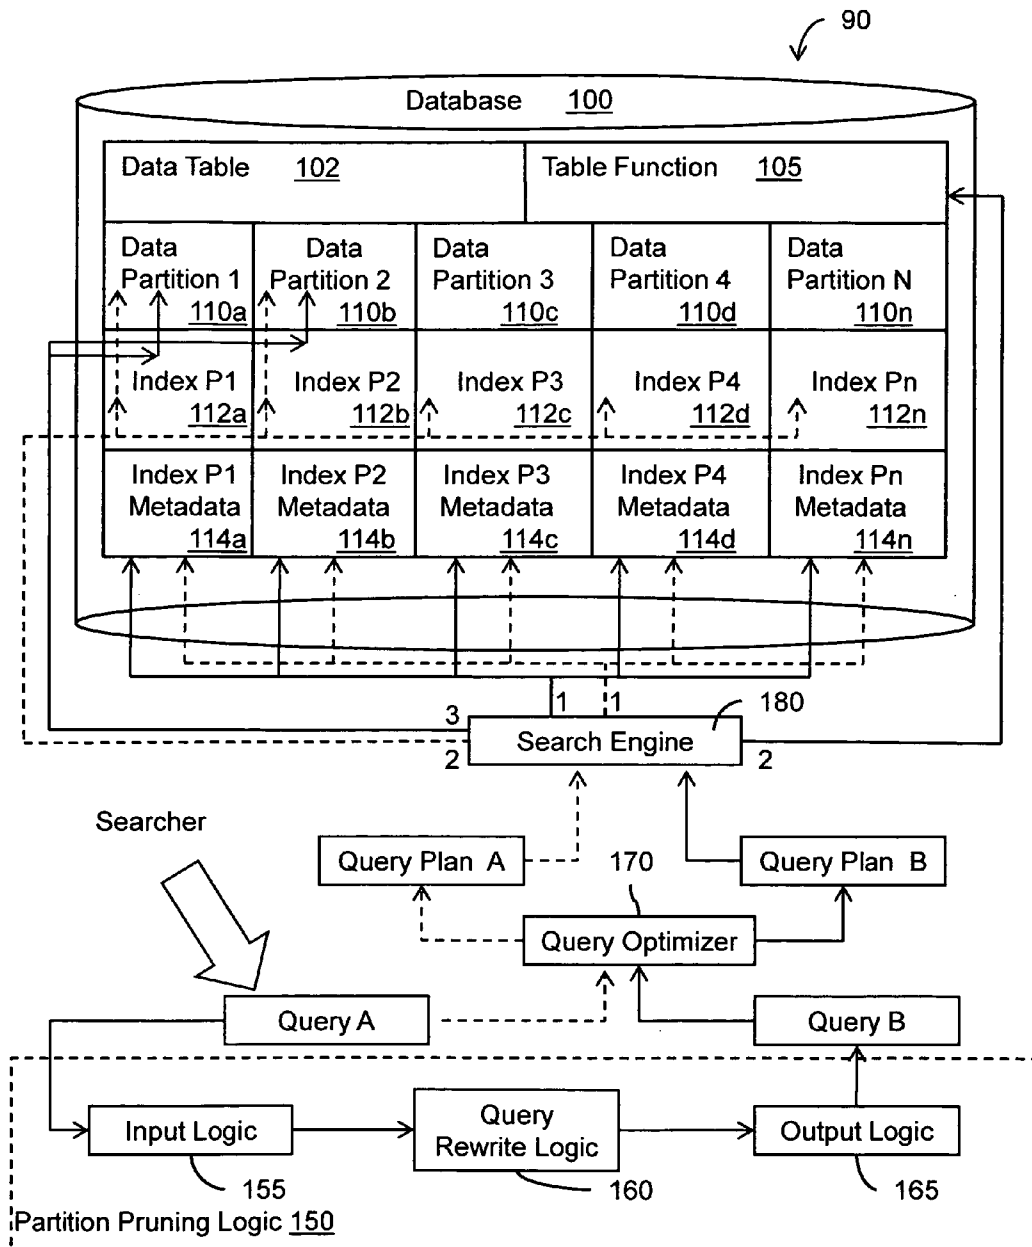 90
Database 100
Data Table 102
Table Function 105
Data
Partition 1
110a
Data
Partition 2
110b
Data
Partition 3
110c
Data
Partition 4
110d
Data
Partition N
110n
Index P1
112a
Index P2
112b
Index P3
112c
Index P4
112d
Index Pn
112n
Index P1
Metadata
114a
Index P2
Metadata
114b
Index P3
Metadata
114c
Index P4
Metadata
114d
Index Pn
Metadata
114n
1
1
180
3
2
Search Engine
2
Searcher
Query Plan A
170
Query Plan B
Query Optimizer
Query A
Query B
Input Logic
Query
Rewrite Logic
Output Logic
155
160
165
Partition Pruning Logic 150